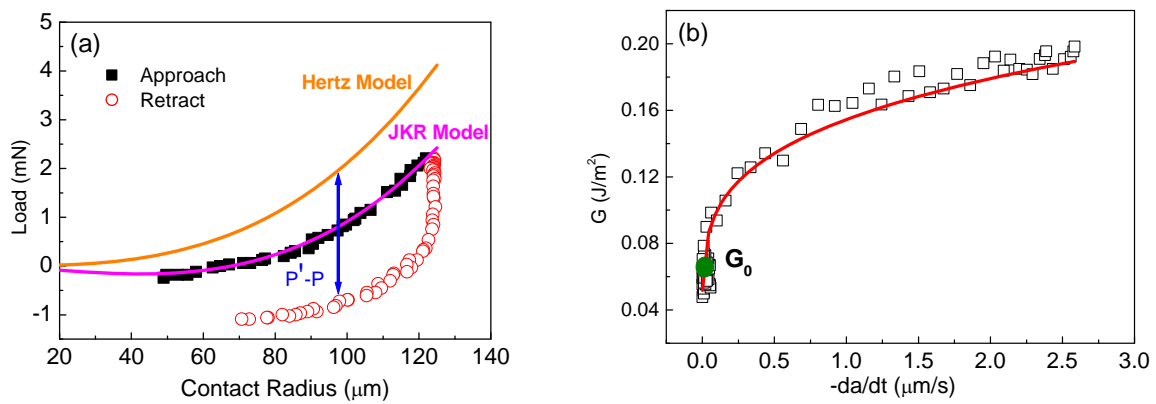 (a)
Approach
Retract
Hertz Model
JKR Model
P'-P
5
4
3
2
1
0
-1
Load (mN)
20 40 60 80 100 120 140
Contact Radius (μm)
(b)
G₀
0.20
0.16
0.12
0.08
0.04
G (J/m²)
0.0 0.5 1.0 1.5 2.0 2.5 3.0
-da/dt (μm/s)